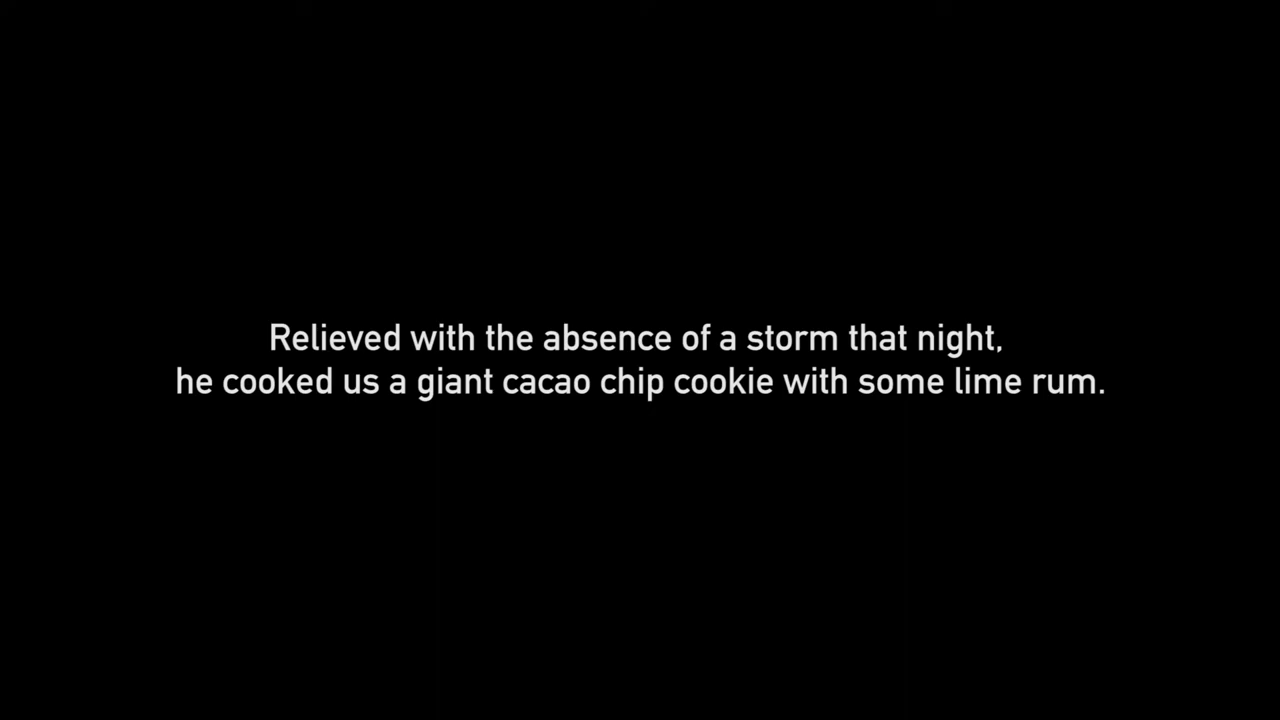 Relieved with the absence of a storm that night,
he cooked us a giant cacao chip cookie with some lime rum.